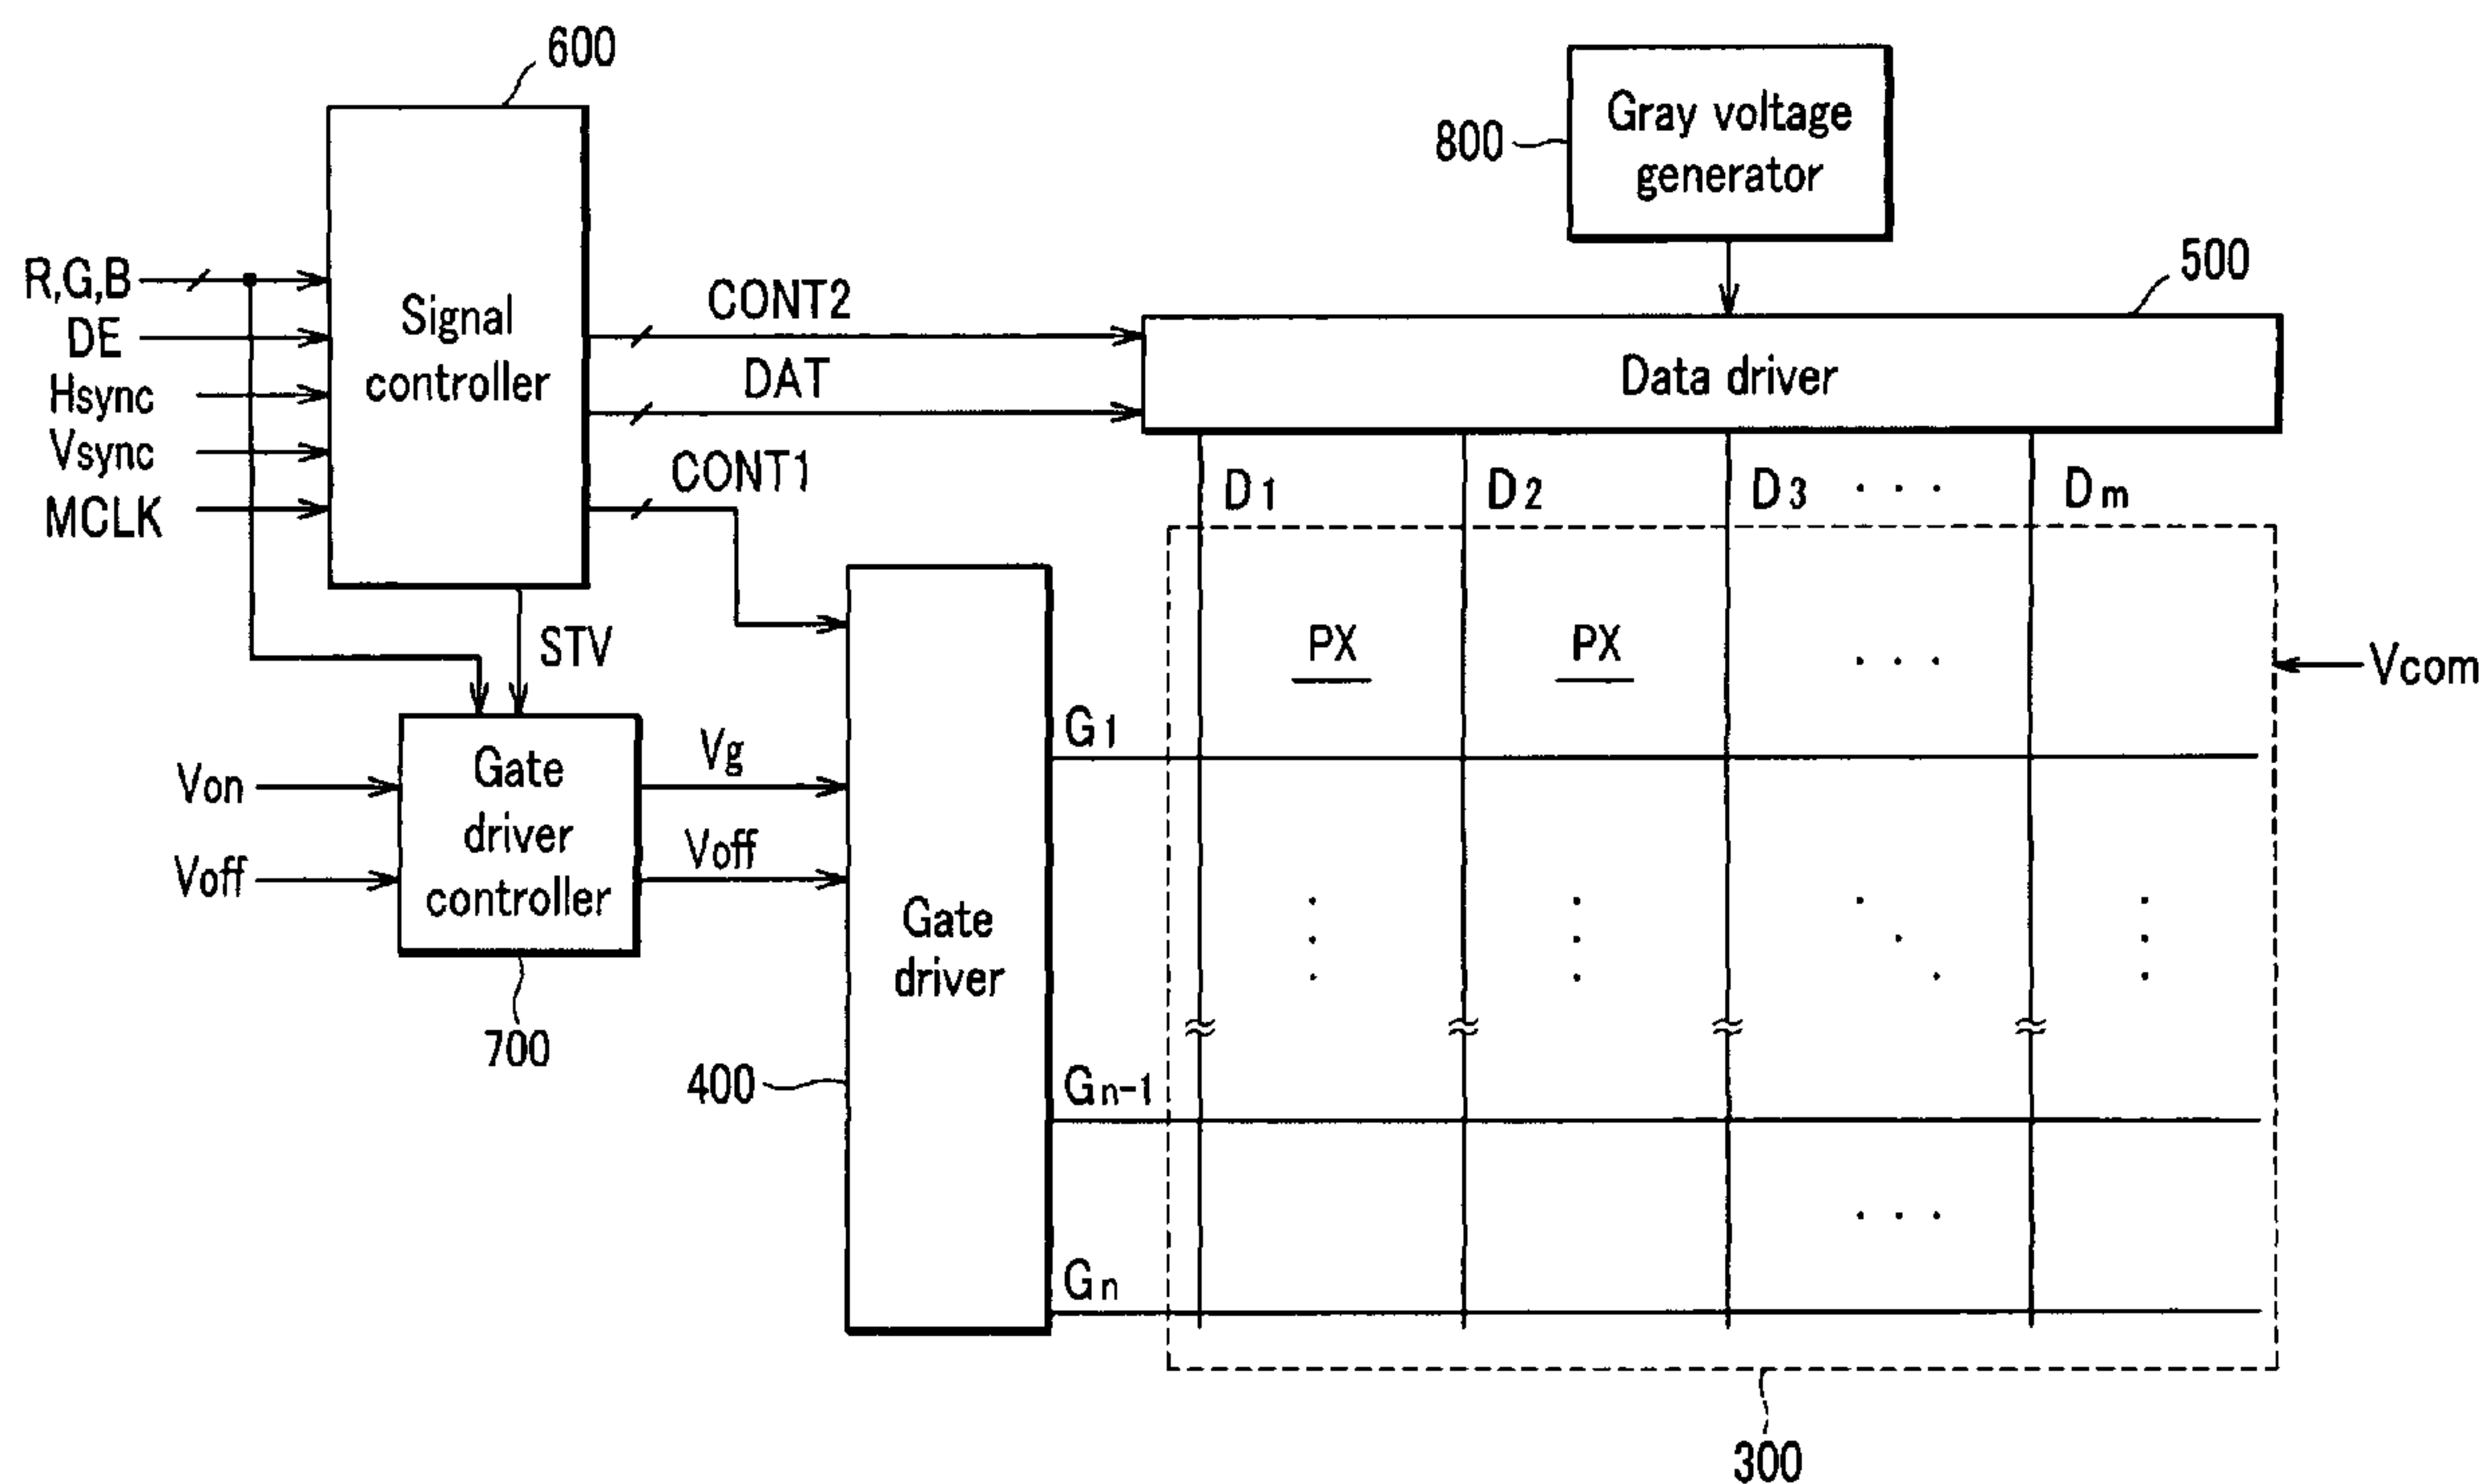 600
Gray voltage
generator
800
500
R,G,B
DE
Hsync
Vsync
MCLK
Signal
controller
CONT2
DAT
CONT1
Data driver
D1
D2
D3
. . .
Dm
STV
PX
PX
. . .
Vcom
Von
Voff
Gate
driver
controller
Vg
Voff
700
Gate
driver
400
G1
Gn-1
. . .
Gn
300